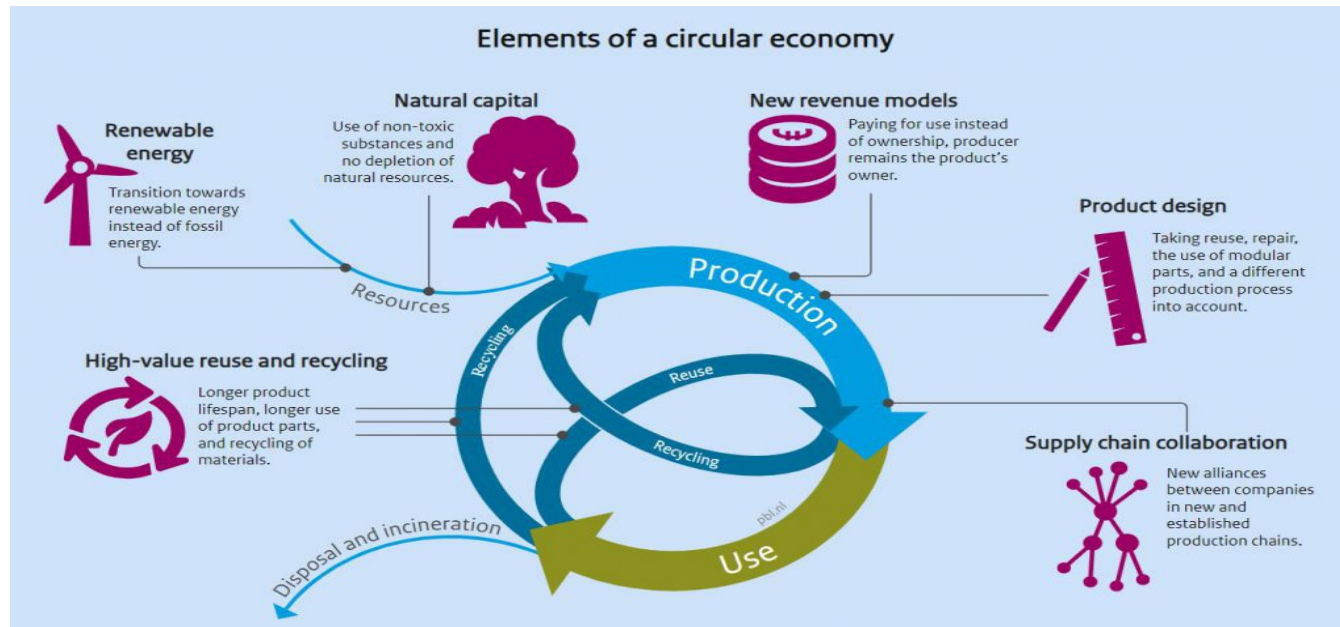 Elements of a circular economy
Renewable
energy
Transition towards
renewable energy
instead of fossil
energy.
Natural capital
Use of non-toxic
substances and
no depletion of
natural resources.
New revenue models
Paying for use instead
of ownership, producer
remains the product's
owner.
Product design
Taking reuse, repair,
the use of modular
parts, and a different
production process
into account.
Resources
Production
High-value reuse and recycling
Longer product
lifespan, longer use
of product parts,
and recycling of
materials.
Recycling
Reuse
Recycling
Supply chain collaboration
New alliances
between companies
in new and
established
production chains.
pbl.nl
Use
Disposal and incineration